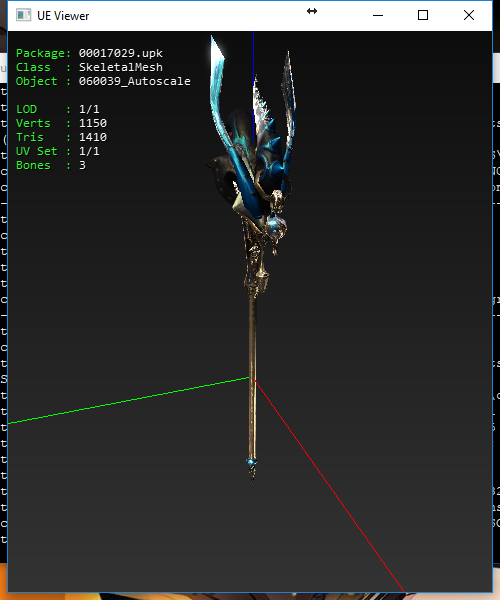 UE Viewer
Package: 00017029.upk
Class : SkeletalMesh
Object : 060039_Autoscale
LOD : 1/1
Verts : 1150
Tris : 1410
UV Set : 1/1
Bones : 3